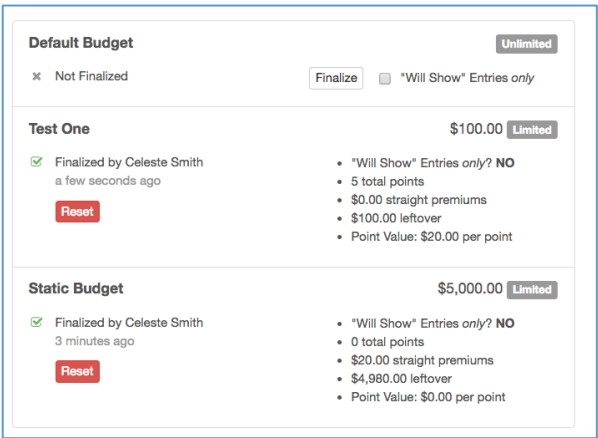 Default Budget Unlimited
Not Finalized Finalize "Will Show" Entries only
Test One $100.00 Limited
Finalized by Celeste Smith
a few seconds ago
Reset
• "Will Show" Entries only? NO
• 5 total points
• $0.00 straight premiums
• $100.00 leftover
• Point Value: $20.00 per point
Static Budget $5,000.00 Limited
Finalized by Celeste Smith
3 minutes ago
Reset
• "Will Show" Entries only? NO
• 0 total points
• $20.00 straight premiums
• $4,980.00 leftover
• Point Value: $0.00 per point